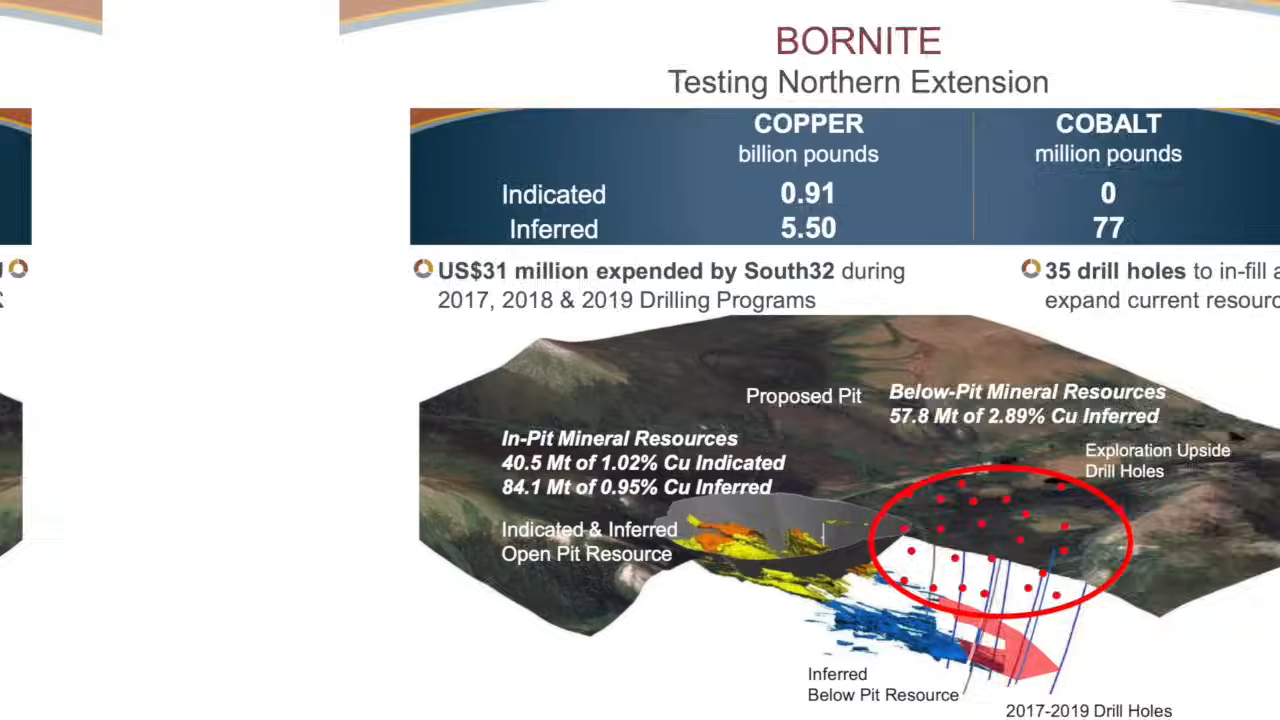 BORNITE
Testing Northern Extension
COPPER
billion pounds
COBALT
million pounds
Indicated 0.91 0
Inferred 5.50 77
US$31 million expended by South32 during
2017, 2018 & 2019 Drilling Programs
35 drill holes to in-fill
expand current
Proposed Pit
Below-Pit Mineral Resources
57.8 Mt of 2.89% Cu Inferred
In-Pit Mineral Resources
40.5 Mt of 1.02% Cu Indicated
84.1 Mt of 0.95% Cu Inferred
Exploration Upside
Drill Holes
Indicated & Inferred
Open Pit Resource
Inferred
Below Pit Resource
2017-2019 Drill Holes